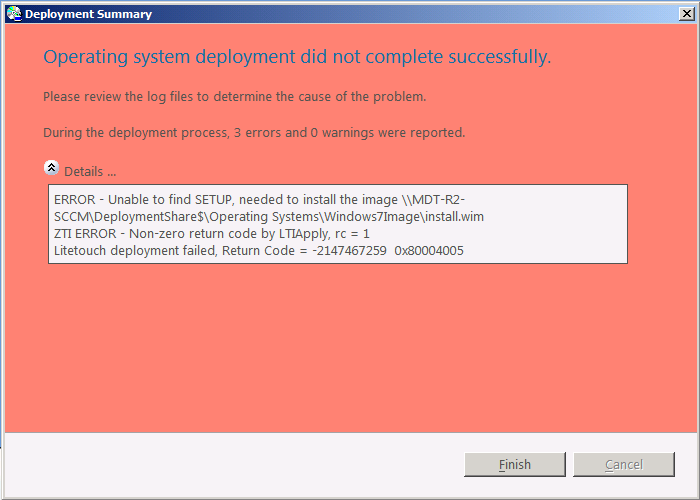 Deployment Summary
Operating system deployment did not complete successfully.
Please review the log files to determine the cause of the problem.
During the deployment process, 3 errors and 0 warnings were reported.
Details ...
ERROR - Unable to find SETUP, needed to install the image \\MDT-R2-
SCCM\DeploymentShare$\Operating Systems\Windows7Image\install.wim
ZTI ERROR - Non-zero return code by LTIApply, rc = 1
Litetouch deployment failed, Return Code = -2147467259  0x80004005
Finish
Cancel